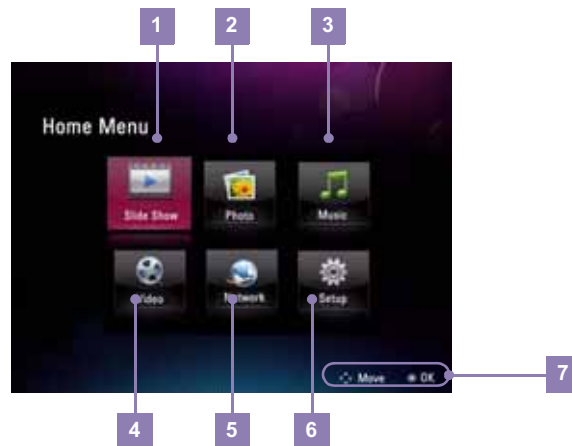 1 2 3
Home Menu
Slide Show Photo Music
Video Network Setup
Move OK
7
4 5 6